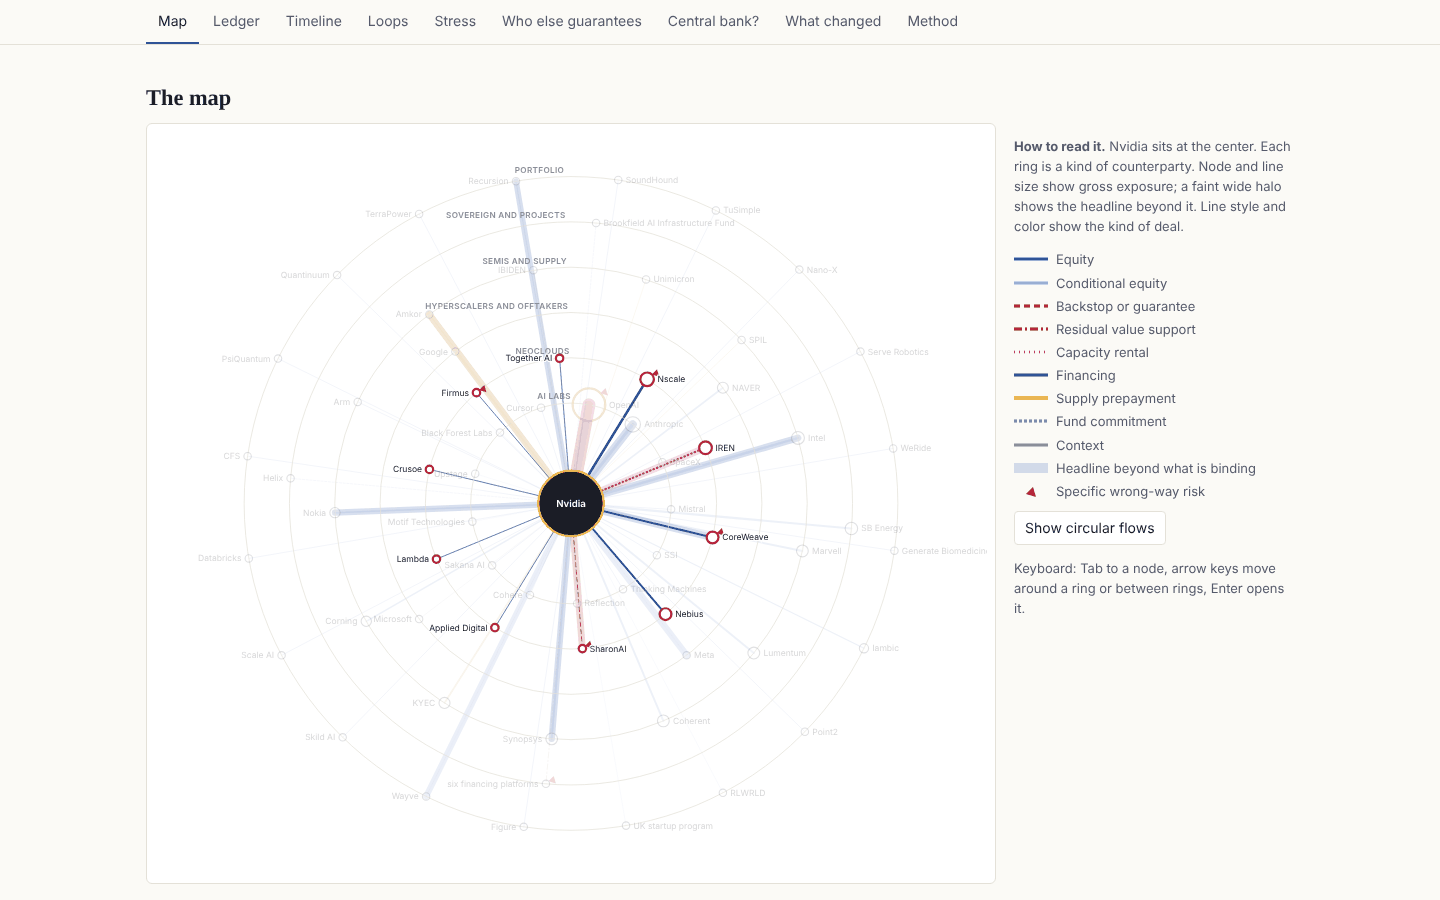 Map
Ledger
Timeline
Loops
Stress
Who else guarantees
Central bank?
What changed
Method
The map
PORTFOLIO
Recursion
SoundHound
TerraPower
SOVEREIGN AND PROJECTS
TuSimple
Brookfield AI Infrastructure Fund
SEMIS AND SUPPLY
IBIDEN
Quantinuum
Unimicron
Nano-X
HYPERSCALERS AND OFFTAKERS
Amkor
SPIL
NEOCLOUDS
Google
Together AI
PsiQuantum
Serve Robotics
Firmus
Nscale
NAVER
AI LABS
Arm
Cursor
OpenAI
Anthropic
Black Forest Labs
Intel
IREN
WeRide
CFS
SpaceX
Crusoe
Helix
Nvidia
Nokia
Motif Technologies
Mistral
SB Energy
CoreWeave
Databricks
Lambda
SSI
Marvell
Generate Biomedicin
Sakana AI
Cohere
Thinking Machines
Reflection
Corning
Microsoft
Applied Digital
Nebius
Scale AI
SharonAI
Meta
Lumentum
Iambic
KYEC
Coherent
Skild AI
Synopsys
Point2
six financing platforms
Wayve
RLWRLD
Figure
UK startup program
How to read it. Nvidia sits at the center. Each
ring is a kind of counterparty. Node and line
size show gross exposure; a faint wide halo
shows the headline beyond it. Line style and
color show the kind of deal.
Equity
Conditional equity
Backstop or guarantee
Residual value support
Capacity rental
Financing
Supply prepayment
Fund commitment
Context
Headline beyond what is binding
Specific wrong-way risk
Show circular flows
Keyboard: Tab to a node, arrow keys move
around a ring or between rings, Enter opens
it.